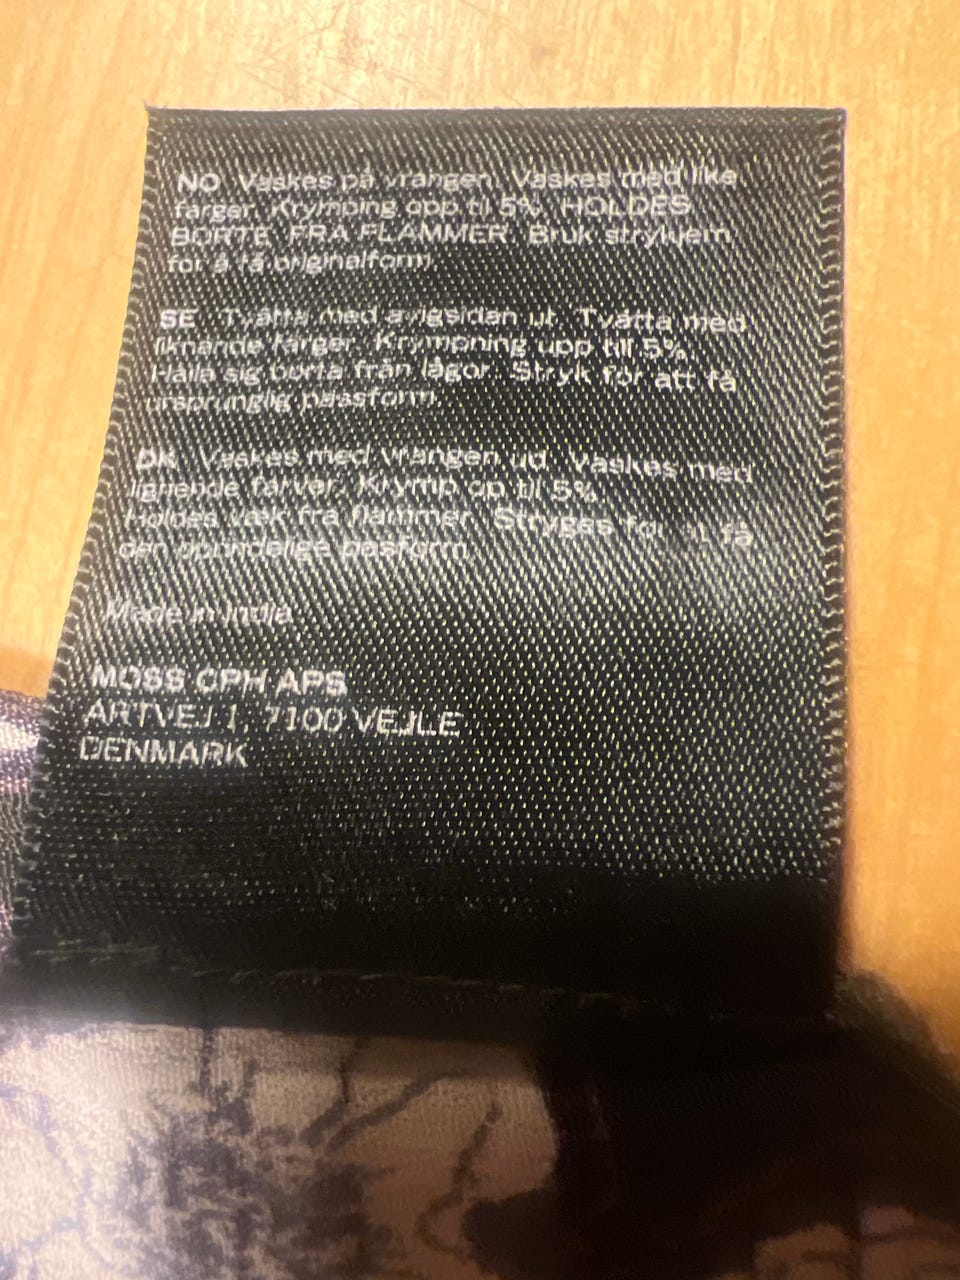 NO Vaskes på vrangen. Vaskes med like
farger. Krymping opp til 5%. HOLDES
BORTE FRA FLAMMER. Bruk strykjern
for å få originalform.
SE Tvätta med avigsidan ut. Tvätta med
liknande färger. Krympning upp till 5%.
Hålla sig borta från lågor. Stryk för att få
ursprunglig passform.
DK Vaskes med vrangen ud. Vaskes med
lignende farver. Krymp op til 5%.
Holdes væk fra flammer. Stryges for at få
den oprindelige pasform.
Made in India
MOSS CPH APS
ARTVEJ 1, 7100 VEJLE
DENMARK